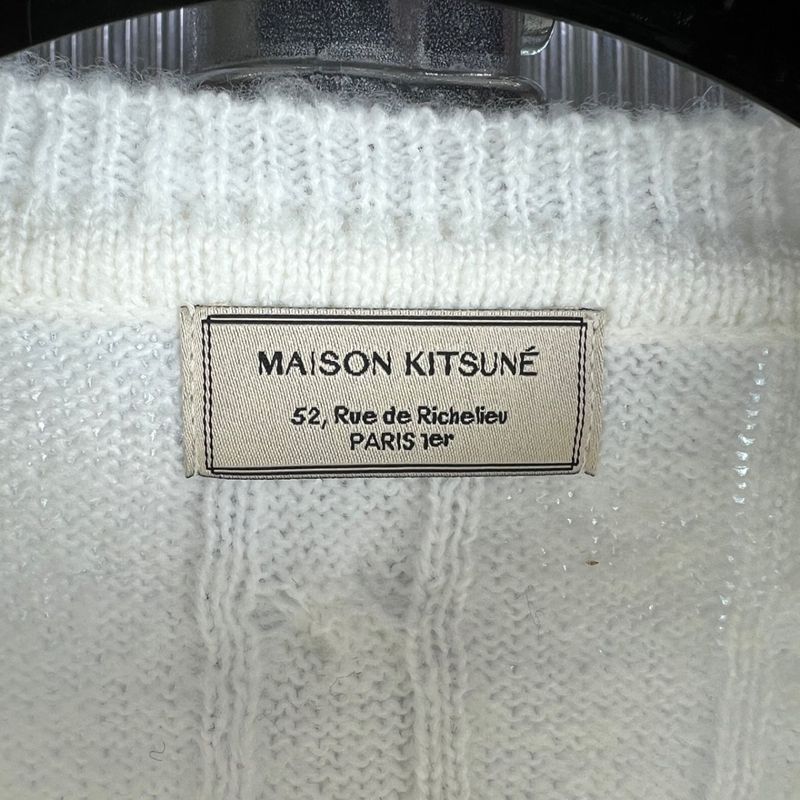 MAISON KITSUNÉ
52, Rue de Richelieu
PARIS 1er